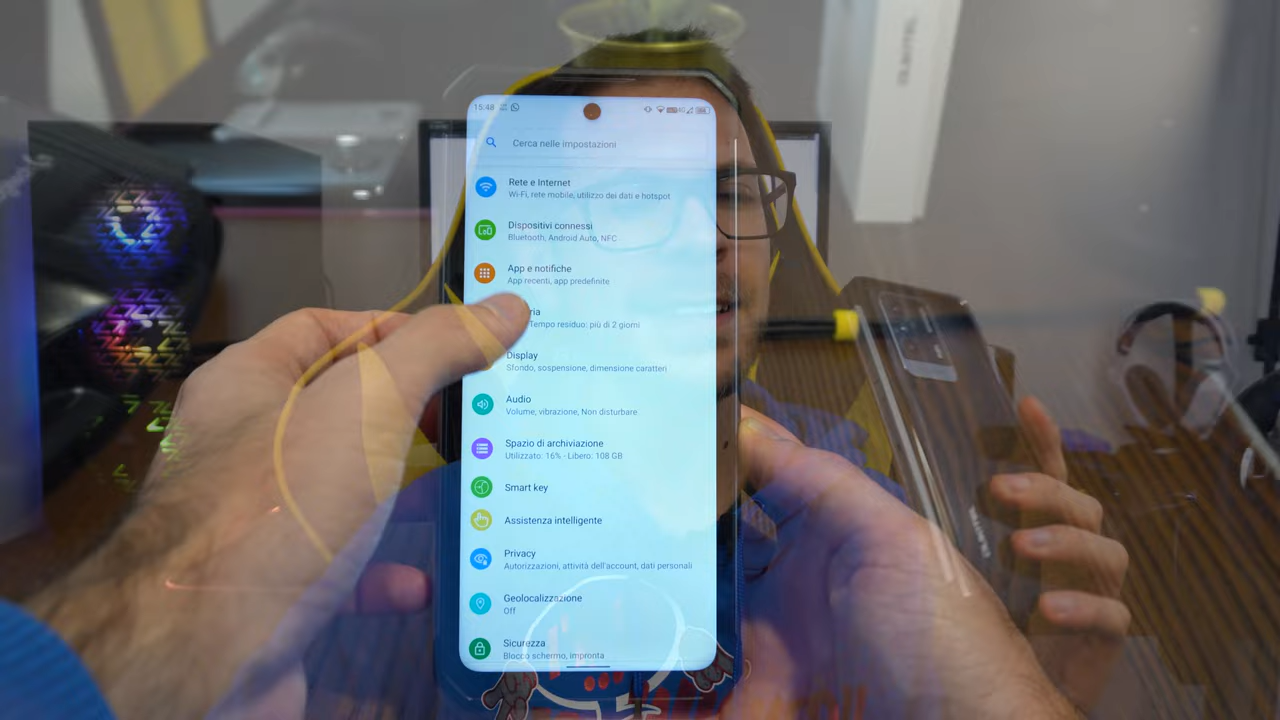 OUKITEL
15:48
4G
Cerca nelle impostazioni
Rete e Internet
Wi-Fi, rete mobile, utilizzo dei dati e hotspot
Dispositivi connessi
Bluetooth, Android Auto, NFC
App e notifiche
App recenti, app predefinite
ria
Tempo residuo: più di 2 giorni
Display
Sfondo, sospensione, dimensione caratteri
Audio
Volume, vibrazione, Non disturbare
Spazio di archiviazione
Utilizzato: 16% - Libero: 108 GB
Smart key
Assistenza intelligente
Privacy
Autorizzazioni, attività dell'account, dati personali
Geolocalizzazione
Off
Sicurezza
Blocco schermo, impronta